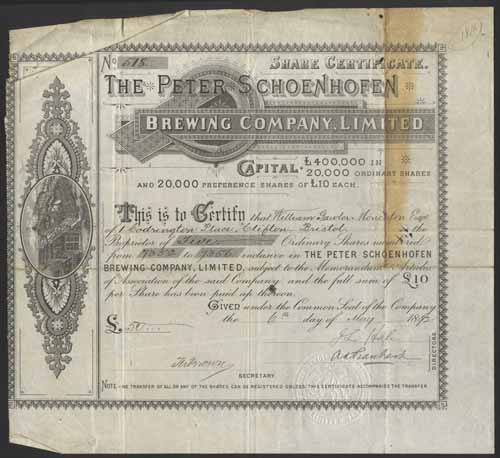 No. 518.
SHARE CERTIFICATE.
THE PETER SCHOENHOFEN
BREWING COMPANY, LIMITED
CAPITAL. £400,000 IN
20,000 ORDINARY SHARES
AND 20,000 PREFERENCE SHARES OF £10 EACH.
This is to Certify that William
of 1 Codrington Place, Clifton, Bristol, is the
Proprietor of Five Ordinary Shares numbered
from to inclusive in THE PETER SCHOENHOFEN
BREWING COMPANY, LIMITED, subject to the Memorandum Articles
of Association of the said Company and the full sum of £10
per Share has been paid up thereon.
Given under the Common Seal of the Company
the 6th day of May
£ 50
SECRETARY.
DIRECTORS
NOTE.—NO TRANSFER OF ALL OR ANY OF THE SHARES CAN BE REGISTERED UNLESS THIS CERTIFICATE ACCOMPANIES THE TRANSFER